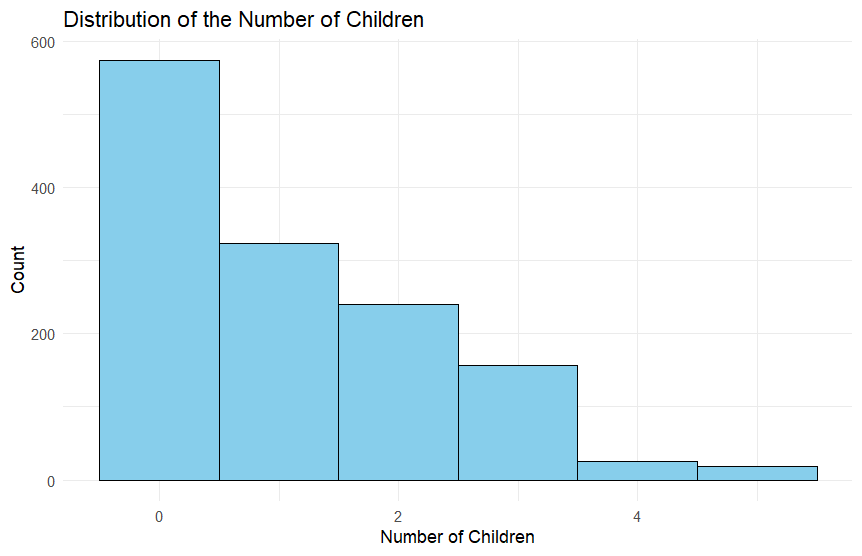 Distribution of the Number of Children
600
400
200
0
Count
0 2 4
Number of Children